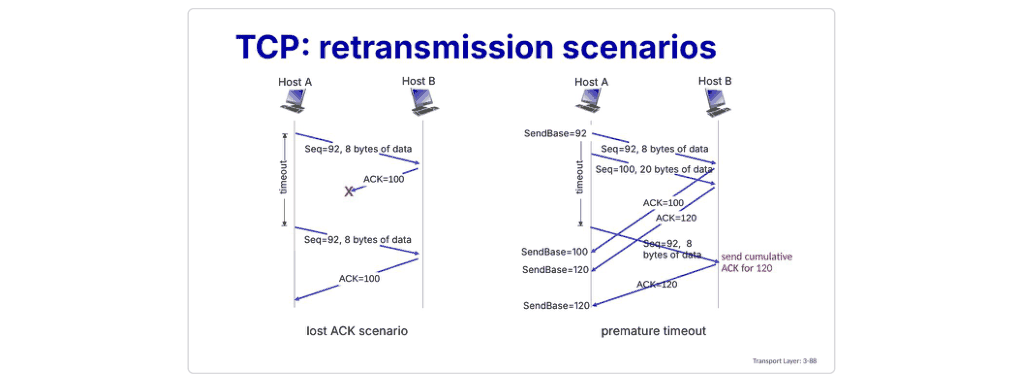 TCP: retransmission scenarios
Host A
Host B
Seq=92, 8 bytes of data
timeout
ACK=100
X
Seq=92, 8 bytes of data
ACK=100
lost ACK scenario
Host A
Host B
SendBase=92
Seq=92, 8 bytes of data
Seq=100, 20 bytes of data
timeout
ACK=100
ACK=120
Seq=92, 8
bytes of data
SendBase=100
send cumulative
ACK for 120
SendBase=120
ACK=120
SendBase=120
premature timeout
Transport Layer: 3-88